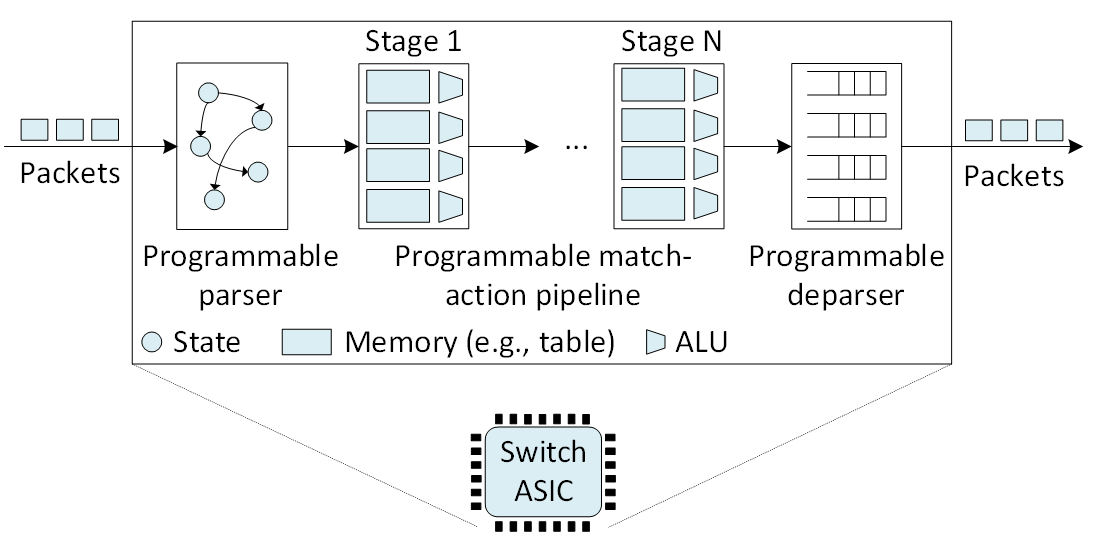 Stage 1
Stage N
...
Packets
Packets
Programmable
parser
Programmable match-
action pipeline
Programmable
deparser
State
Memory (e.g., table)
ALU
Switch
ASIC